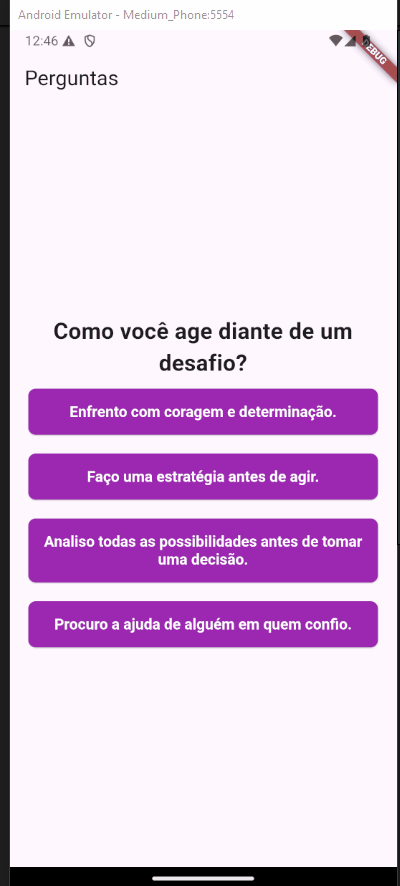 Android Emulator - Medium_Phone:5554
12:46
DEBUG
Perguntas
Como você age diante de um
desafio?
Enfrento com coragem e determinação.
Faço uma estratégia antes de agir.
Analiso todas as possibilidades antes de tomar
uma decisão.
Procuro a ajuda de alguém em quem confio.